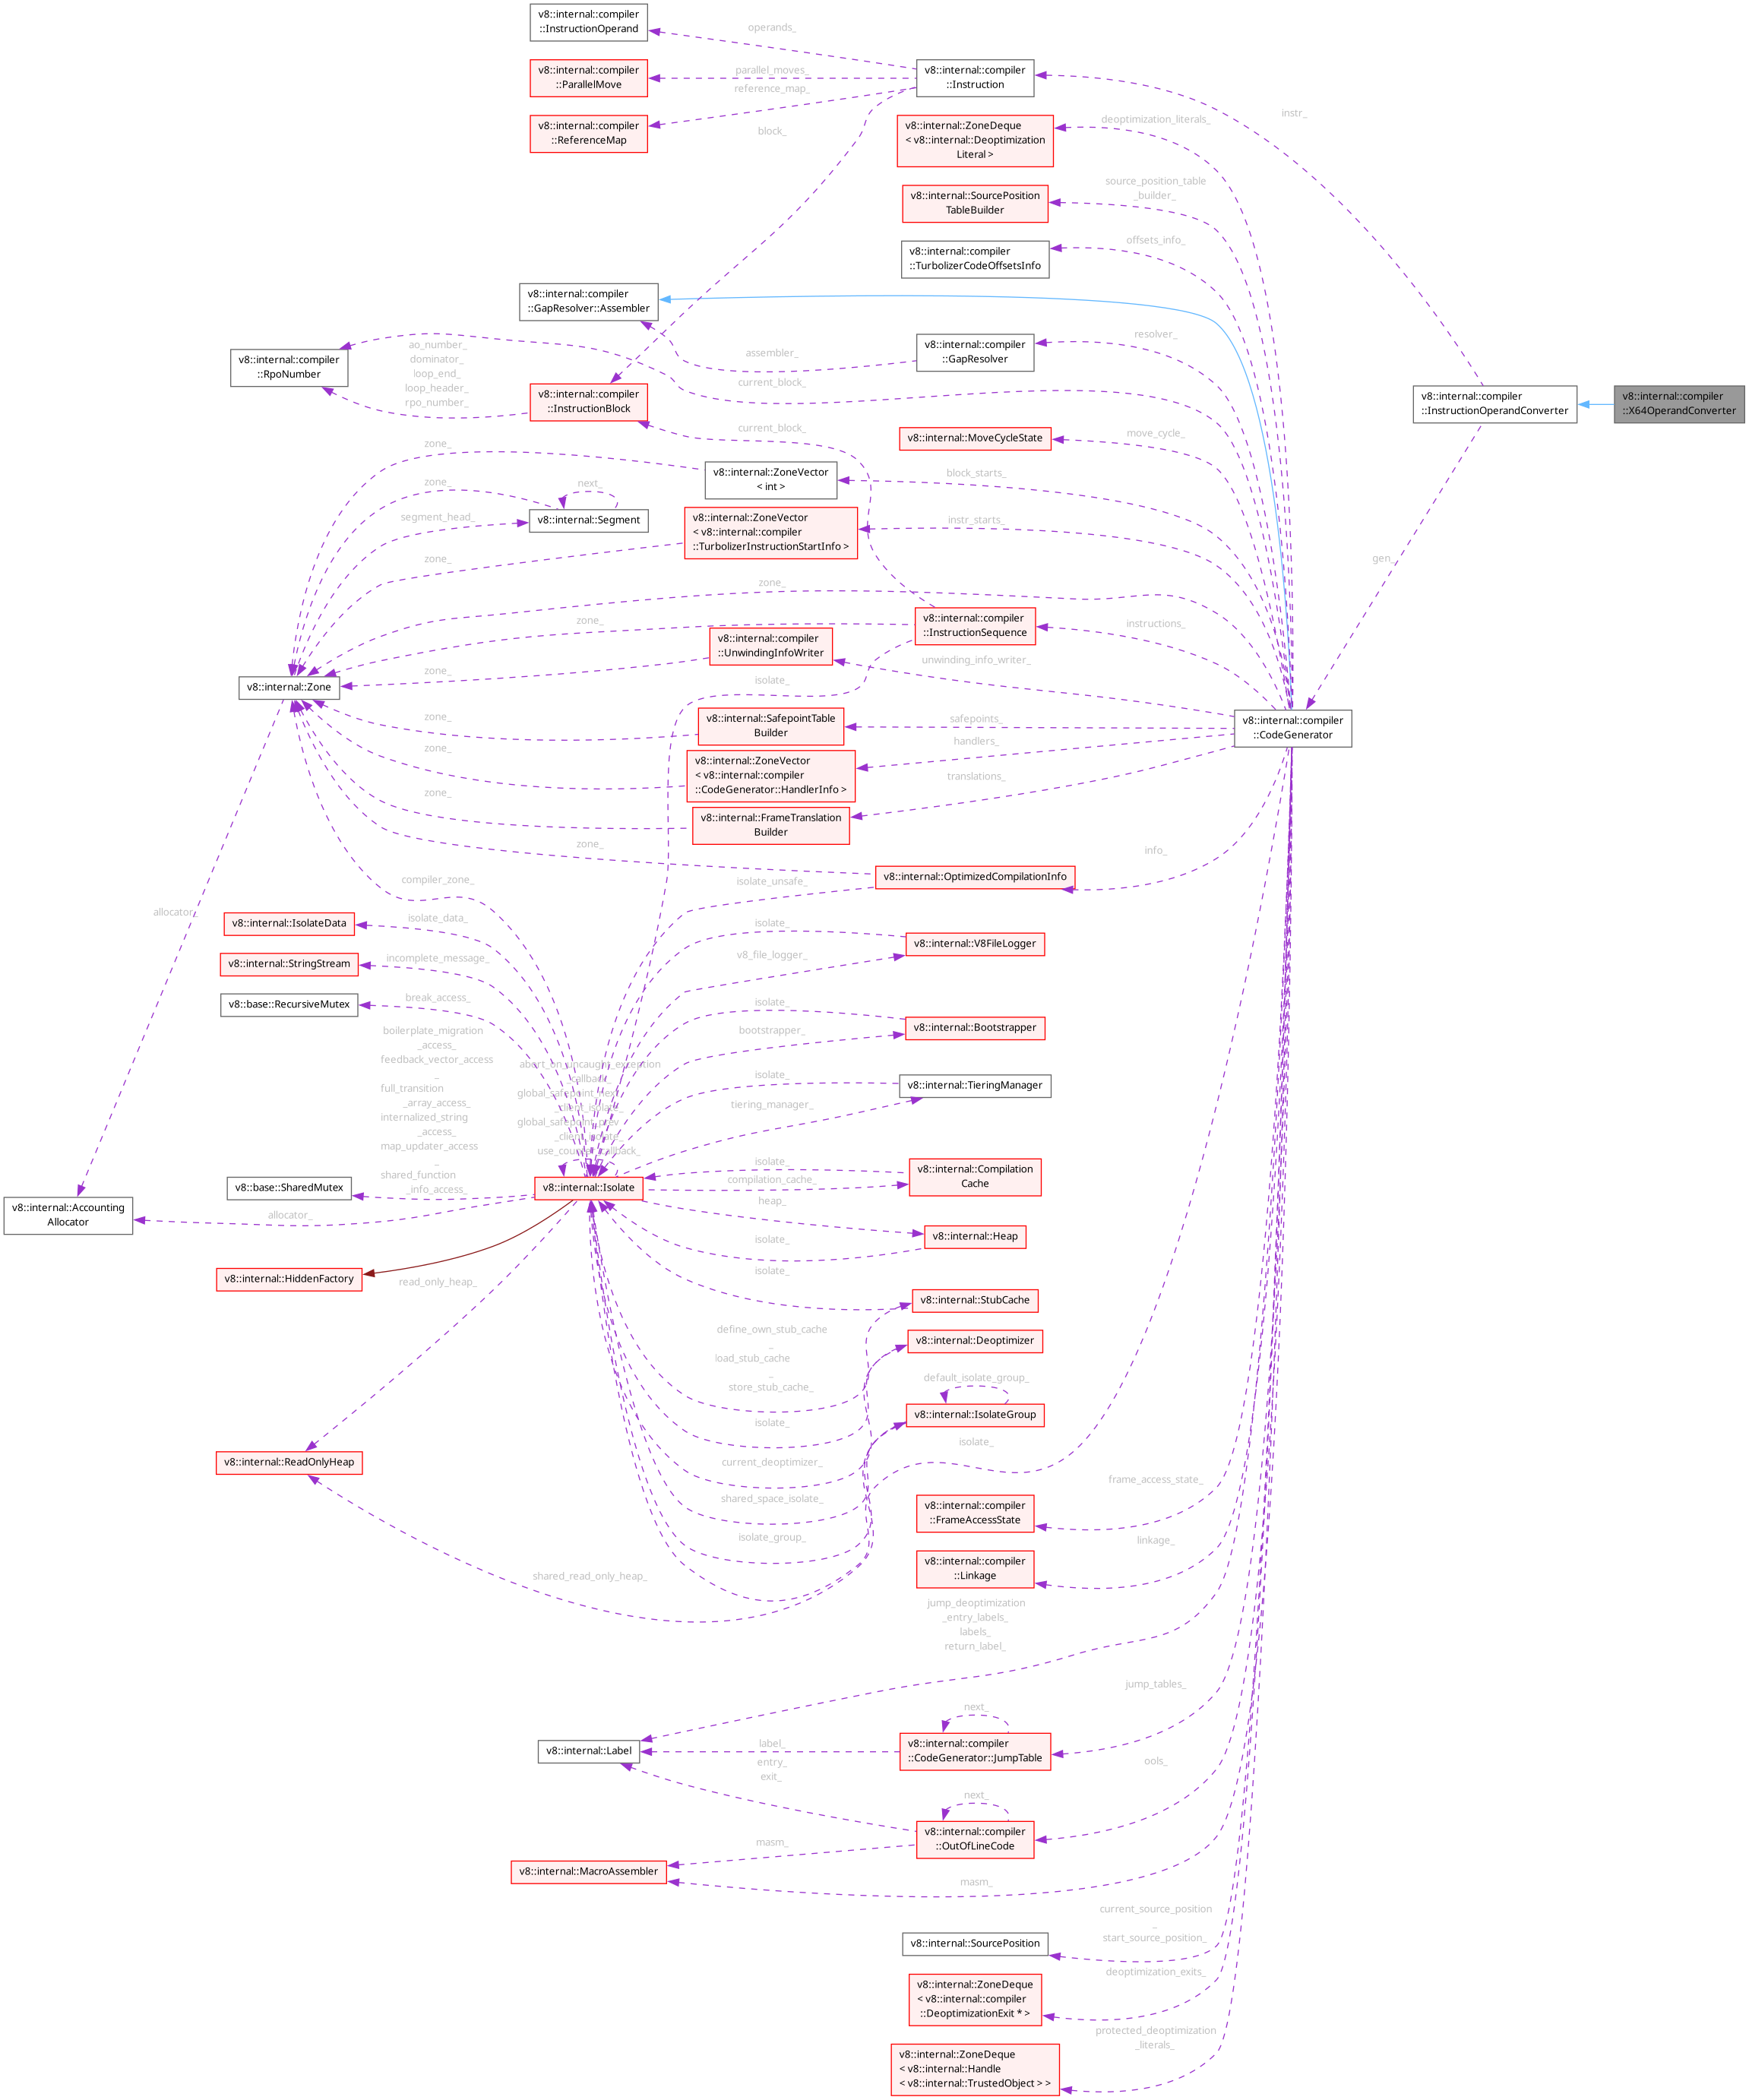 v8::internal::compiler
::InstructionOperand
operands_
v8::internal::compiler
::ParallelMove
parallel_moves_
v8::internal::compiler
::Instruction
reference_map_
v8::internal::compiler
::ReferenceMap
block_
instr_
deoptimization_literals_
v8::internal::ZoneDeque
< v8::internal::Deoptimization
Literal >
source_position_table
_builder_
v8::internal::SourcePosition
TableBuilder
offsets_info_
v8::internal::compiler
::TurbolizerCodeOffsetsInfo
v8::internal::compiler
::GapResolver::Assembler
resolver_
v8::internal::compiler
::GapResolver
assembler_
v8::internal::compiler
::RpoNumber
ao_number_
dominator_
loop_end_
loop_header_
rpo_number_
current_block_
v8::internal::compiler
::InstructionBlock
v8::internal::compiler
::InstructionOperandConverter
v8::internal::compiler
::X64OperandConverter
current_block_
v8::internal::MoveCycleState
move_cycle_
zone_
v8::internal::ZoneVector
< int >
block_starts_
zone_
next_
segment_head_
v8::internal::Segment
v8::internal::ZoneVector
< v8::internal::compiler
::TurbolizerInstructionStartInfo >
instr_starts_
zone_
gen_
zone_
zone_
v8::internal::compiler
::InstructionSequence
instructions_
v8::internal::compiler
::UnwindingInfoWriter
unwinding_info_writer_
zone_
isolate_
v8::internal::Zone
zone_
v8::internal::SafepointTable
Builder
safepoints_
v8::internal::compiler
::CodeGenerator
zone_
v8::internal::ZoneVector
< v8::internal::compiler
::CodeGenerator::HandlerInfo >
handlers_
translations_
zone_
v8::internal::FrameTranslation
Builder
zone_
info_
compiler_zone_
isolate_unsafe_
v8::internal::OptimizedCompilationInfo
allocator_
v8::internal::IsolateData
isolate_data_
isolate_
v8::internal::V8FileLogger
v8_file_logger_
v8::internal::StringStream
incomplete_message_
v8::base::RecursiveMutex
break_access_
isolate_
v8::internal::Bootstrapper
bootstrapper_
boilerplate_migration
_access_
feedback_vector_access
_
full_transition
_array_access_
internalized_string
_access_
map_updater_access
_
shared_function
_info_access_
abort_on_uncaught_exception
_callback_
global_safepoint_next
_client_isolate_
global_safepoint_prev
_client_isolate_
use_counter_callback_
isolate_
v8::internal::TieringManager
tiering_manager_
v8::base::SharedMutex
v8::internal::Isolate
isolate_
compilation_cache_
v8::internal::Compilation
Cache
v8::internal::Accounting
Allocator
allocator_
heap_
isolate_
v8::internal::Heap
v8::internal::HiddenFactory
read_only_heap_
isolate_
v8::internal::StubCache
define_own_stub_cache
_
load_stub_cache
_
store_stub_cache_
v8::internal::Deoptimizer
default_isolate_group_
v8::internal::IsolateGroup
isolate_
isolate_
v8::internal::ReadOnlyHeap
current_deoptimizer_
shared_space_isolate_
isolate_group_
shared_read_only_heap_
frame_access_state_
v8::internal::compiler
::FrameAccessState
linkage_
v8::internal::compiler
::Linkage
jump_deoptimization
_entry_labels_
labels_
return_label_
jump_tables_
next_
v8::internal::Label
label_
v8::internal::compiler
::CodeGenerator::JumpTable
entry_
exit_
ools_
next_
v8::internal::compiler
::OutOfLineCode
masm_
v8::internal::MacroAssembler
masm_
current_source_position
_
start_source_position_
v8::internal::SourcePosition
deoptimization_exits_
v8::internal::ZoneDeque
< v8::internal::compiler
::DeoptimizationExit * >
protected_deoptimization
_literals_
v8::internal::ZoneDeque
< v8::internal::Handle
< v8::internal::TrustedObject > >